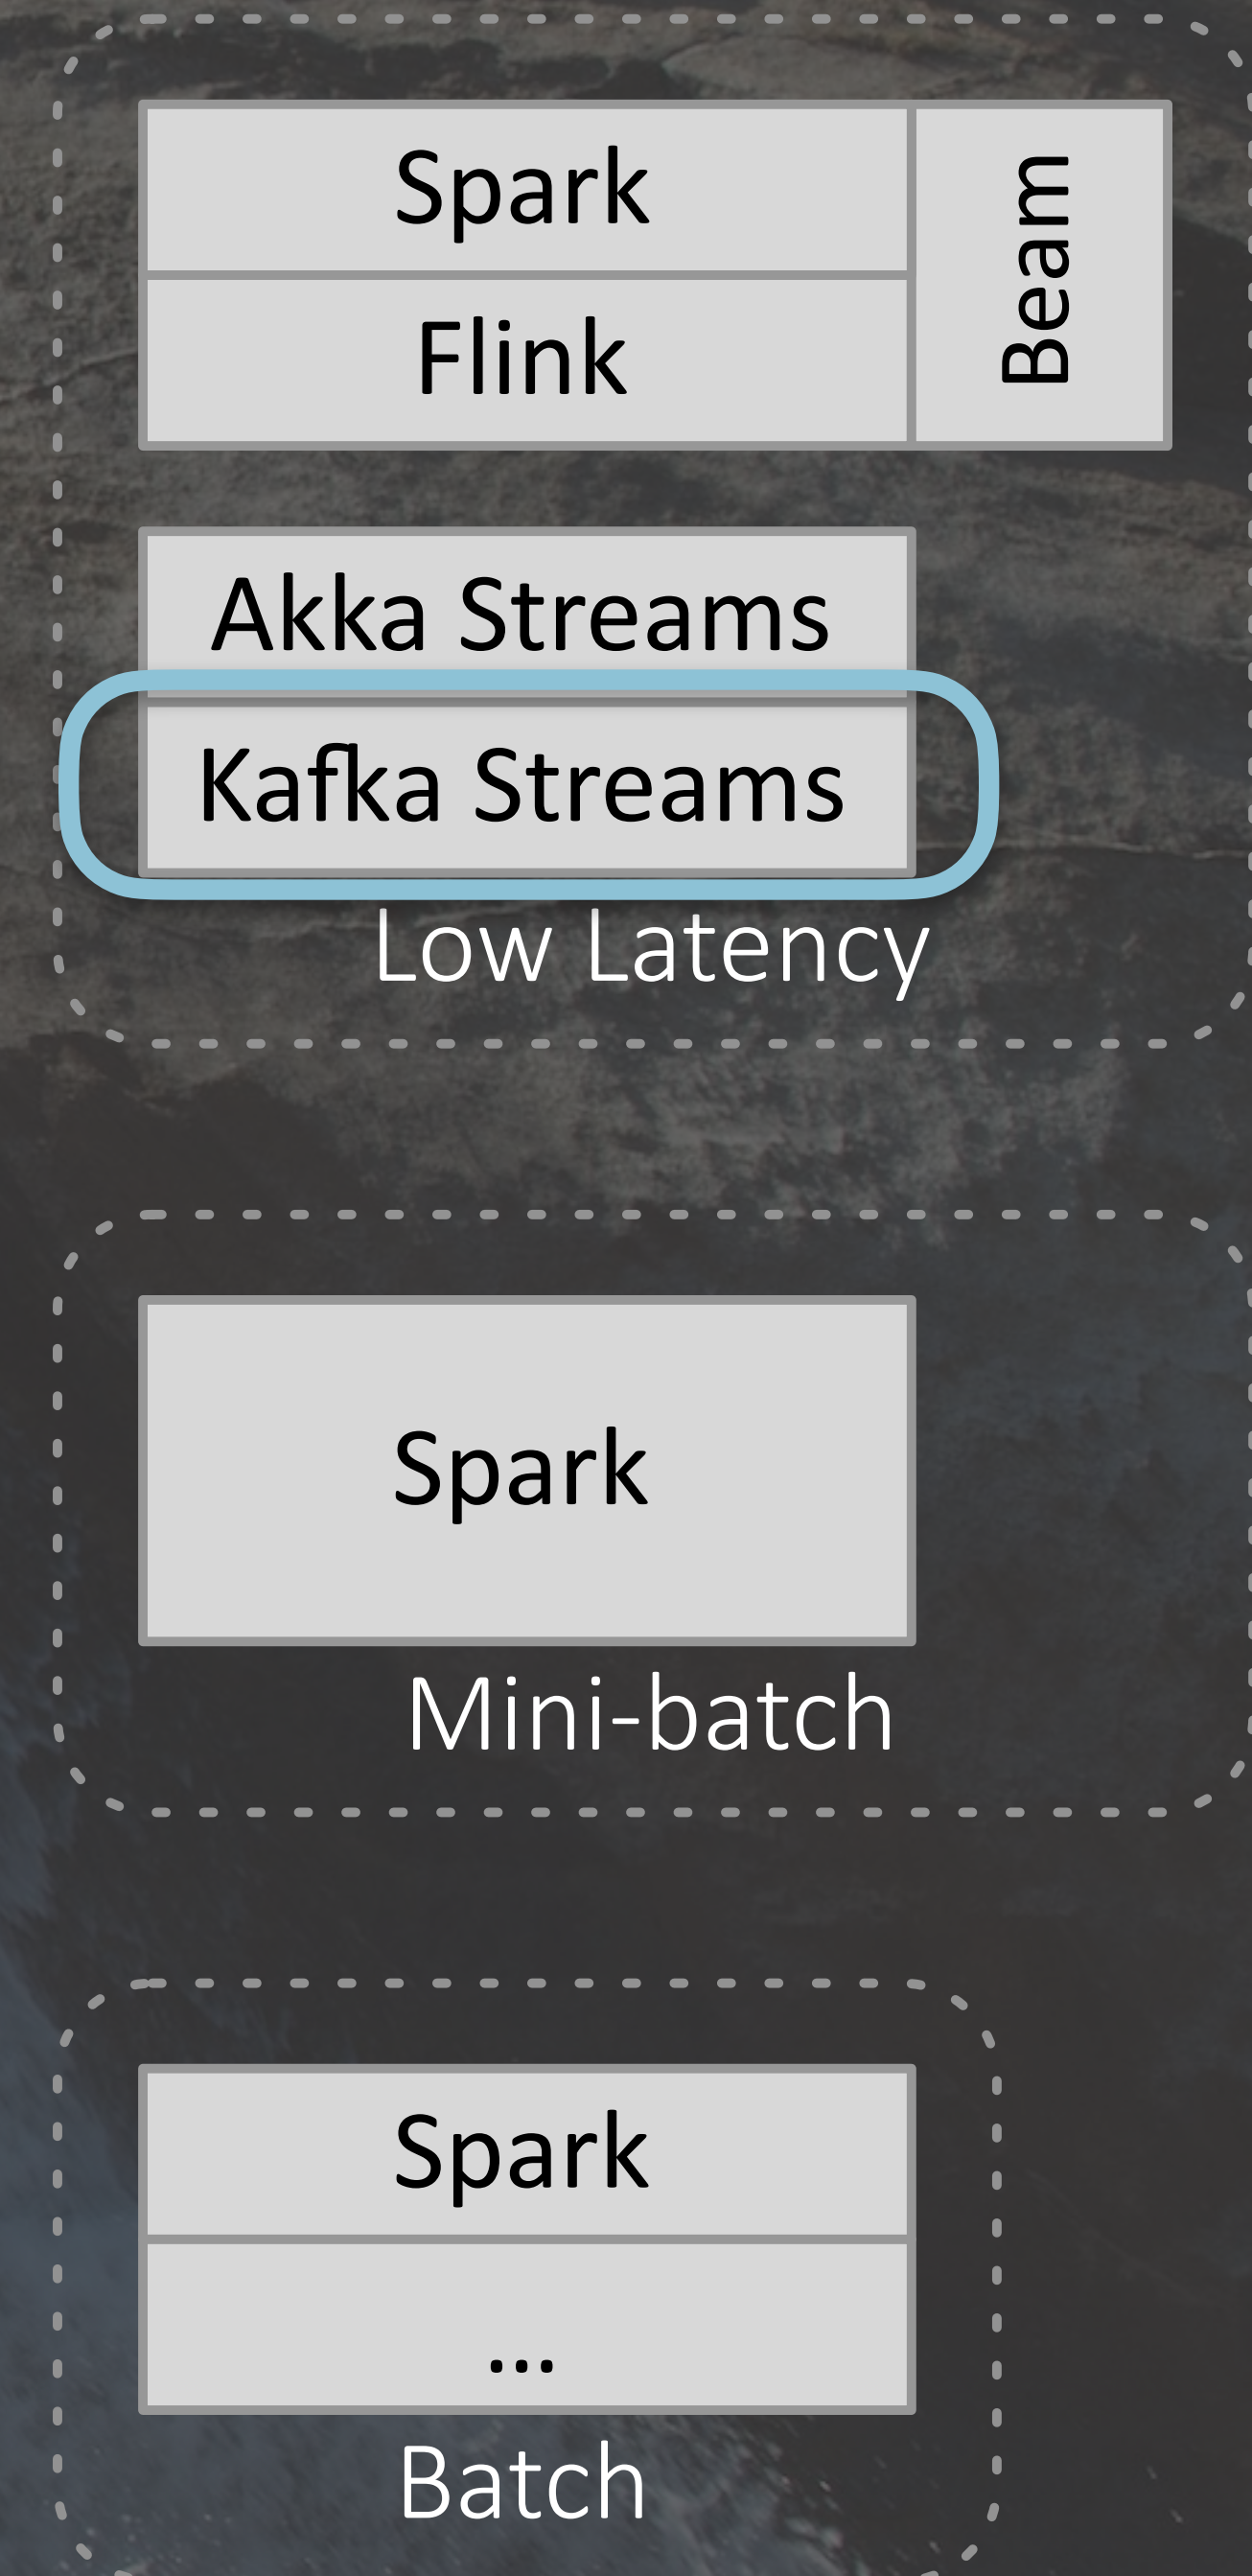 Spark
Beam
Flink
Akka Streams
Kafka Streams
Low Latency
Spark
Mini-batch
Spark
...
Batch